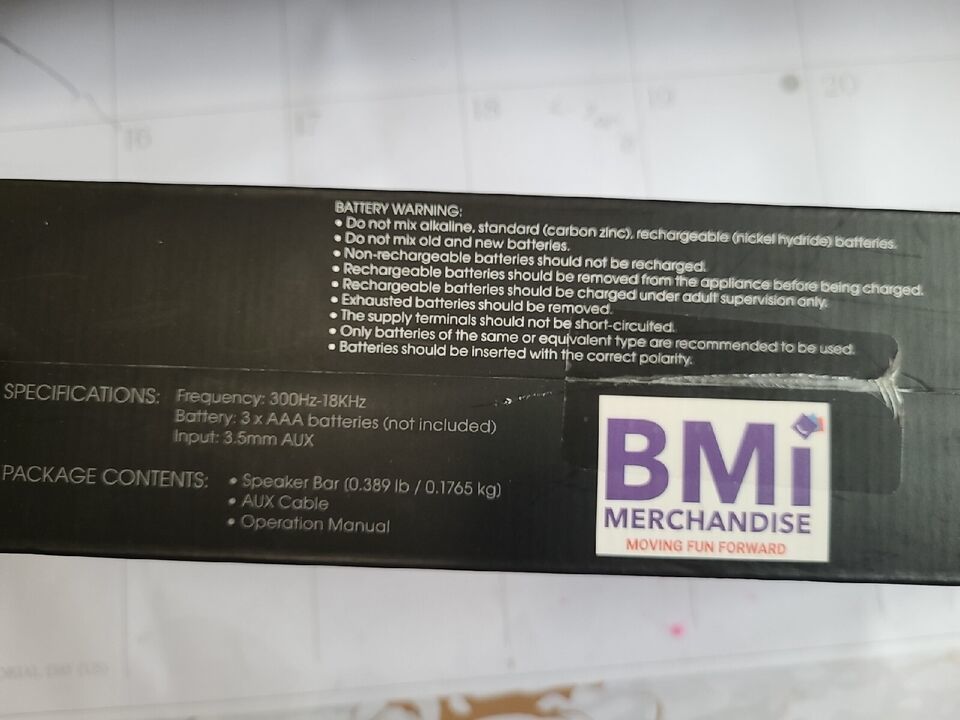 16 17 18 19 20
BATTERY WARNING:
• Do not mix alkaline, standard (carbon zinc), rechargeable (nickel hydride) batteries.
• Do not mix old and new batteries.
• Non-rechargeable batteries should not be recharged.
• Rechargeable batteries should be removed from the appliance before being charged.
• Rechargeable batteries should be charged under adult supervision only.
• Exhausted batteries should be removed.
• The supply terminals should not be short-circuited.
• Only batteries of the same or equivalent type are recommended to be used.
• Batteries should be inserted with the correct polarity.
SPECIFICATIONS: Frequency: 300Hz-18KHz
Battery: 3 x AAA batteries (not included)
Input: 3.5mm AUX
PACKAGE CONTENTS: • Speaker Bar (0.389 lb / 0.1765 kg)
• AUX Cable
• Operation Manual
BMi
MERCHANDISE
MOVING FUN FORWARD